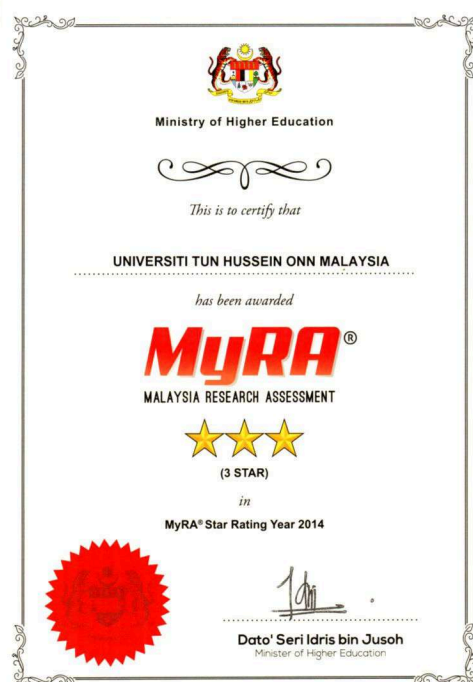 Ministry of Higher Education
This is to certify that
UNIVERSITI TUN HUSSEIN ONN MALAYSIA
has been awarded
MyRA®
MALAYSIA RESEARCH ASSESSMENT
(3 STAR)
in
MyRA® Star Rating Year 2014
Dato' Seri Idris bin Jusoh
Minister of Higher Education